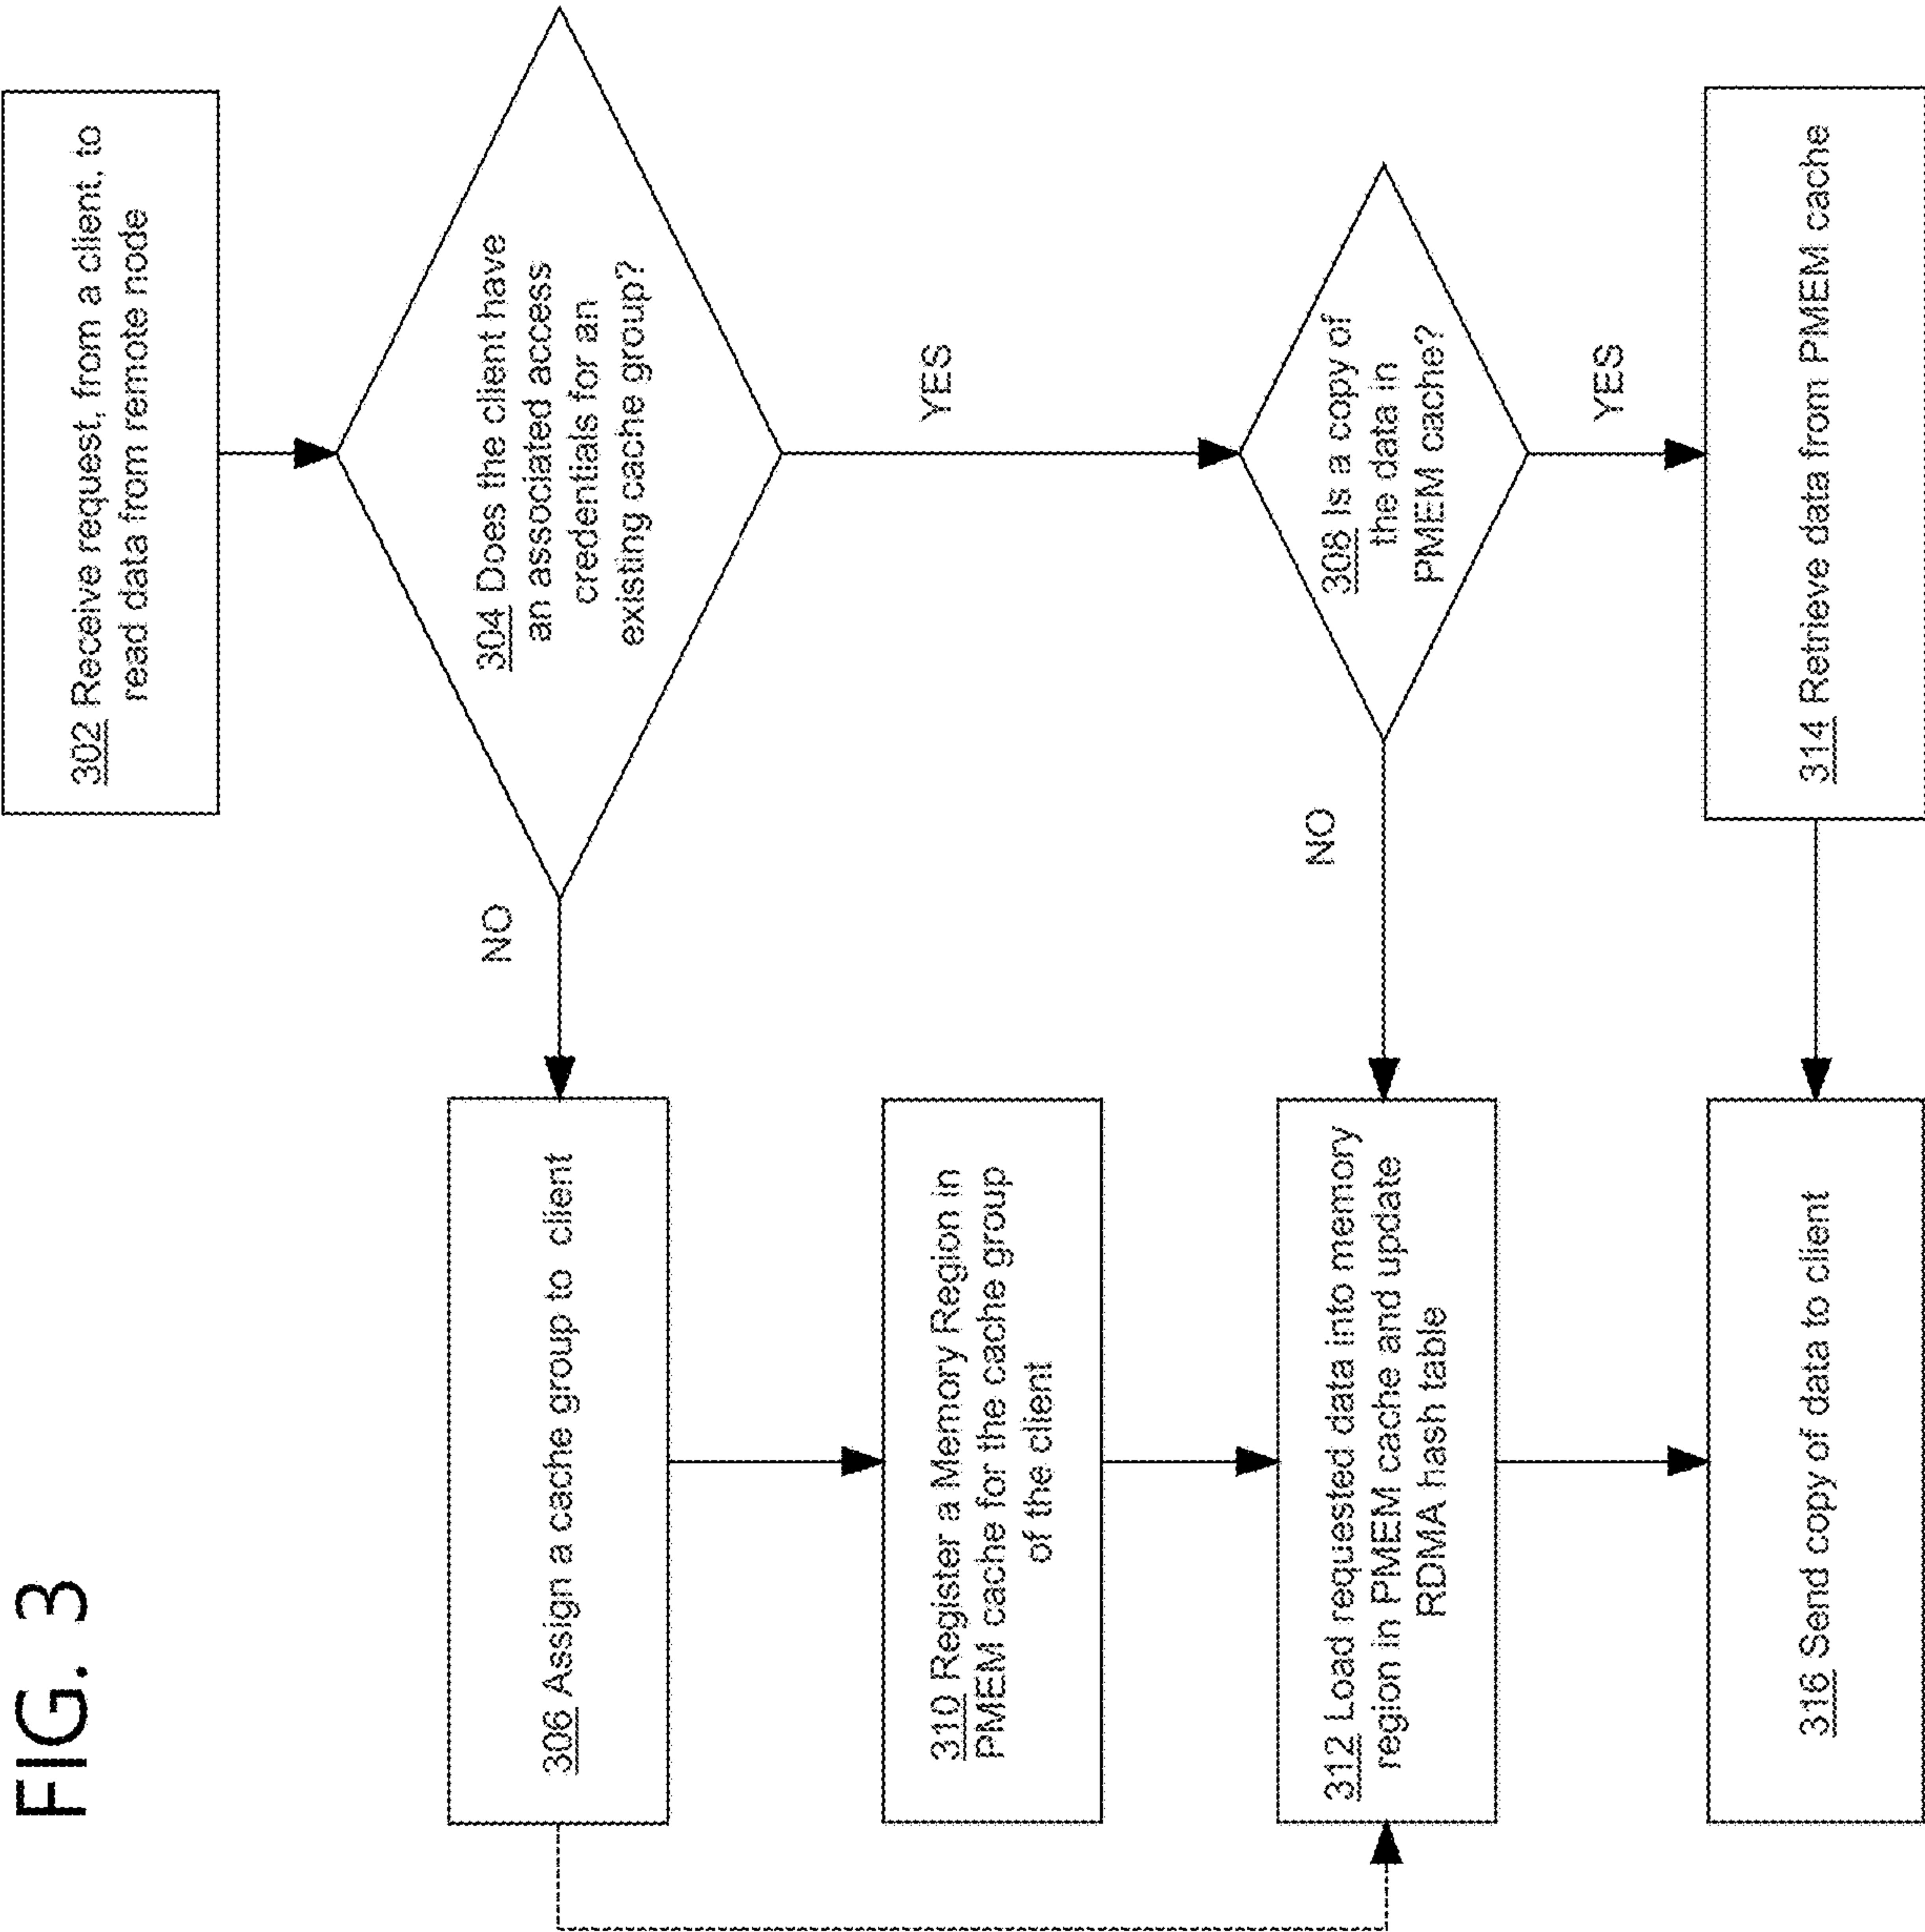 FIG. 3
302 Receive request, from a client, to
read data from remote node
304 Does the client have
an associated access
credentials for an
existing cache group?
NO
YES
306 Assign a cache group to client
308 Is a copy of
the data in
PMEM cache?
NO
YES
310 Register a Memory Region in
PMEM cache for the cache group
of the client
312 Load requested data into memory
region in PMEM cache and update
RDMA hash table
314 Retrieve data from PMEM cache
316 Send copy of data to client